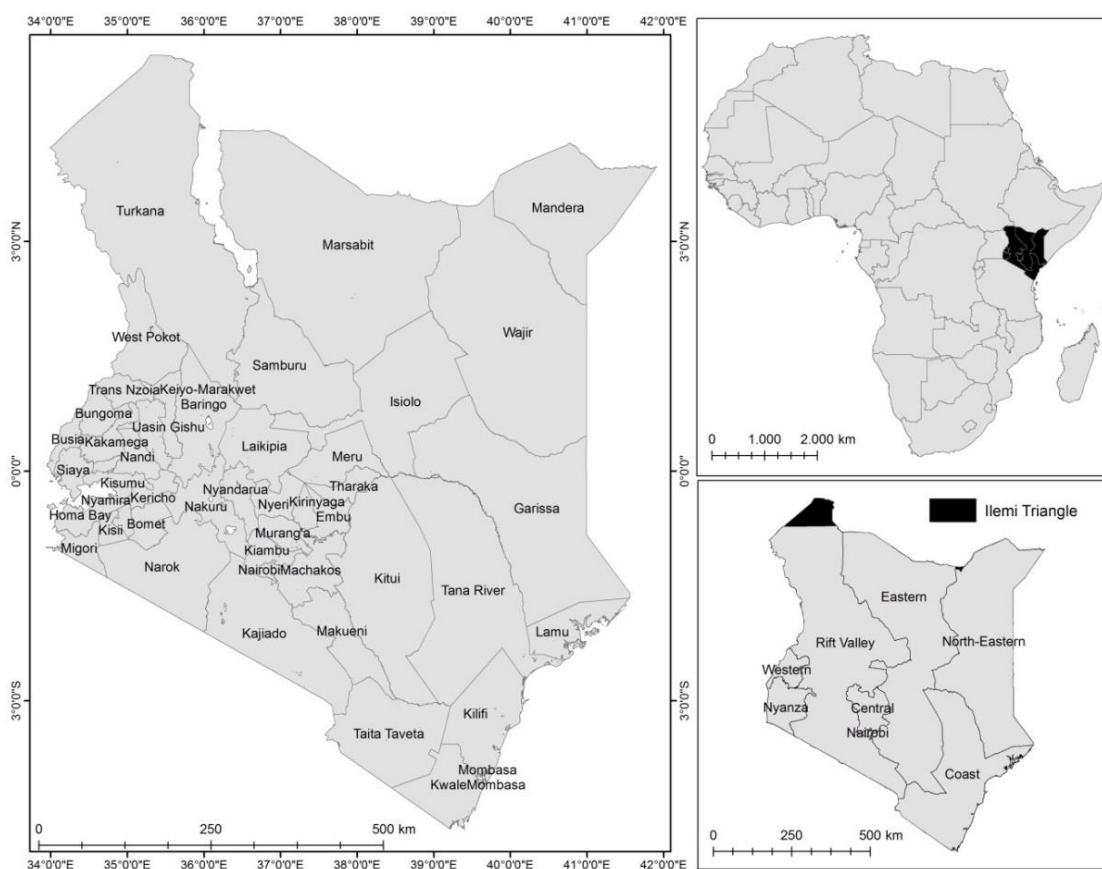 34°0'0"E 35°0'0"E 36°0'0"E 37°0'0"E 38°0'0"E 39°0'0"E 40°0'0"E 41°0'0"E 42°0'0"E
3°0'0"N
0°0'0"
3°0'0"S
Turkana
Mandera
Marsabit
Wajir
West Pokot
Samburu
Trans Nzoia
Keiyo-Marakwet
Baringo
Isiolo
Bungoma
Uasin Gishu
Busia
Kakamega
Laikipia
Nandi
Meru
Siaya
Kisumu
Tharaka
Nyandarua
Nyamira
Kericho
Nakuru
Nyeri
Kirinyaga
Garissa
Homa Bay
Embu
Kisii
Bomet
Murang'a
Migori
Kiambu
Narok
Nairobi
Machakos
Kitui
Tana River
Kajiado
Makueni
Lamu
Kilifi
Taita Taveta
Mombasa
KwaleMombasa
0 250 500 km
34°0'0"E 35°0'0"E 36°0'0"E 37°0'0"E 38°0'0"E 39°0'0"E 40°0'0"E 41°0'0"E 42°0'0"E
3°0'0"N
0°0'0"
3°0'0"S
0 1.000 2.000 km
Ilemi Triangle
Eastern
Rift Valley
North-Eastern
Western
Nyanza
Central
Nairobi
Coast
0 250 500 km